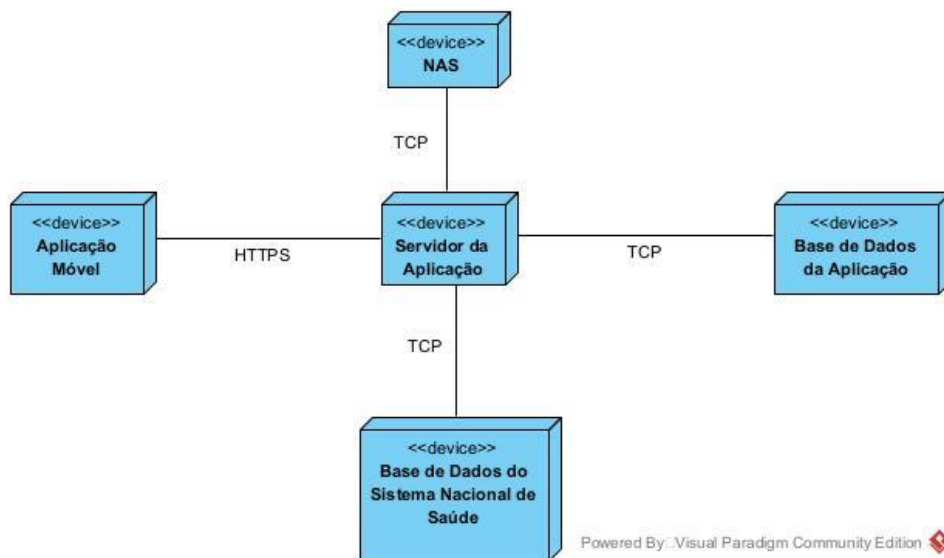 <<device>>
NAS
TCP
<<device>>
Aplicação
Móvel
HTTPS
<<device>>
Servidor da
Aplicação
TCP
<<device>>
Base de Dados
da Aplicação
TCP
<<device>>
Base de Dados do
Sistema Nacional de
Saúde
Powered By Visual Paradigm Community Edition